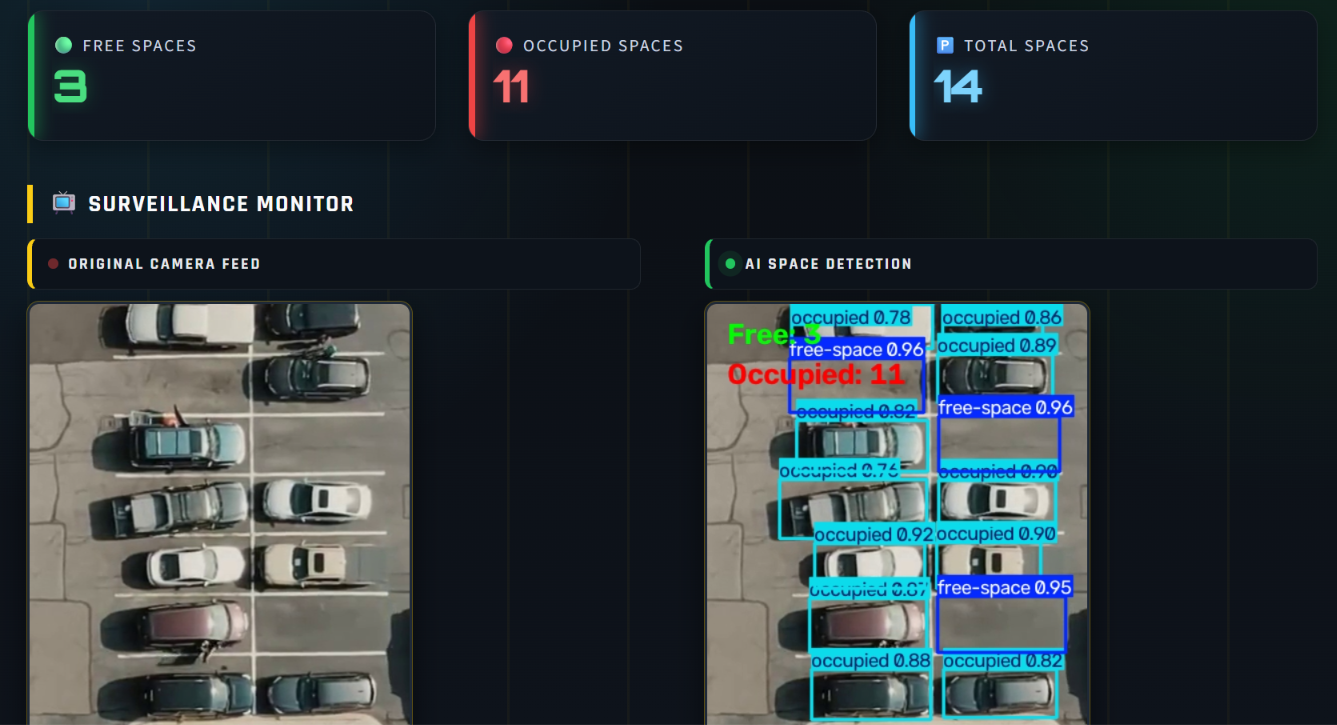 FREE SPACES
3
OCCUPIED SPACES
11
P TOTAL SPACES
14
SURVEILLANCE MONITOR
ORIGINAL CAMERA FEED
AI SPACE DETECTION
occupied 0.78
occupied 0.86
Free: 3
occupied 0.89
free-space 0.96
Occupied: 11
free-space 0.96
occupied 0.82
occupied 0.76
occupied 0.90
occupied 0.92
occupied 0.90
occupied 0.87
free-space 0.95
occupied 0.88
occupied 0.82